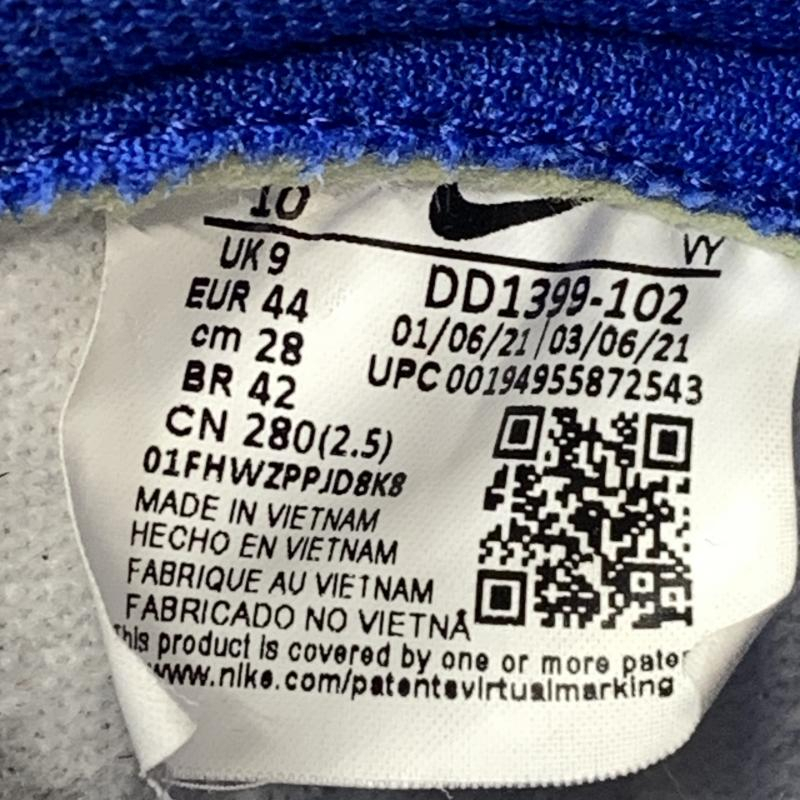 10
VY
UK 9
EUR 44
cm 28
BR 42
CN 280(2.5)
DD1399-102
01/06/21|03/06/21
UPC 00194955872543
01FHWZPPJD8K8
MADE IN VIETNAM
HECHO EN VIETNAM
FABRIQUE AU VIETNAM
FABRICADO NO VIETNÃ
This product is covered by one or more
www.nike.com/patentsvirtualmarking